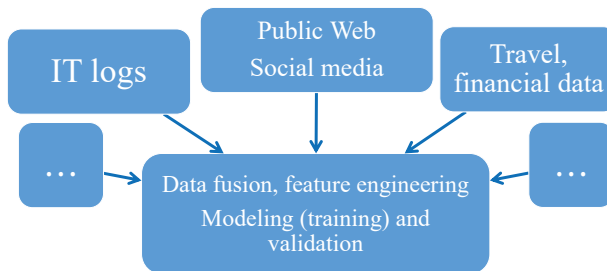 IT logs
Public Web
Social media
Travel,
financial data
…
…
Data fusion, feature engineering
Modeling (training) and
validation